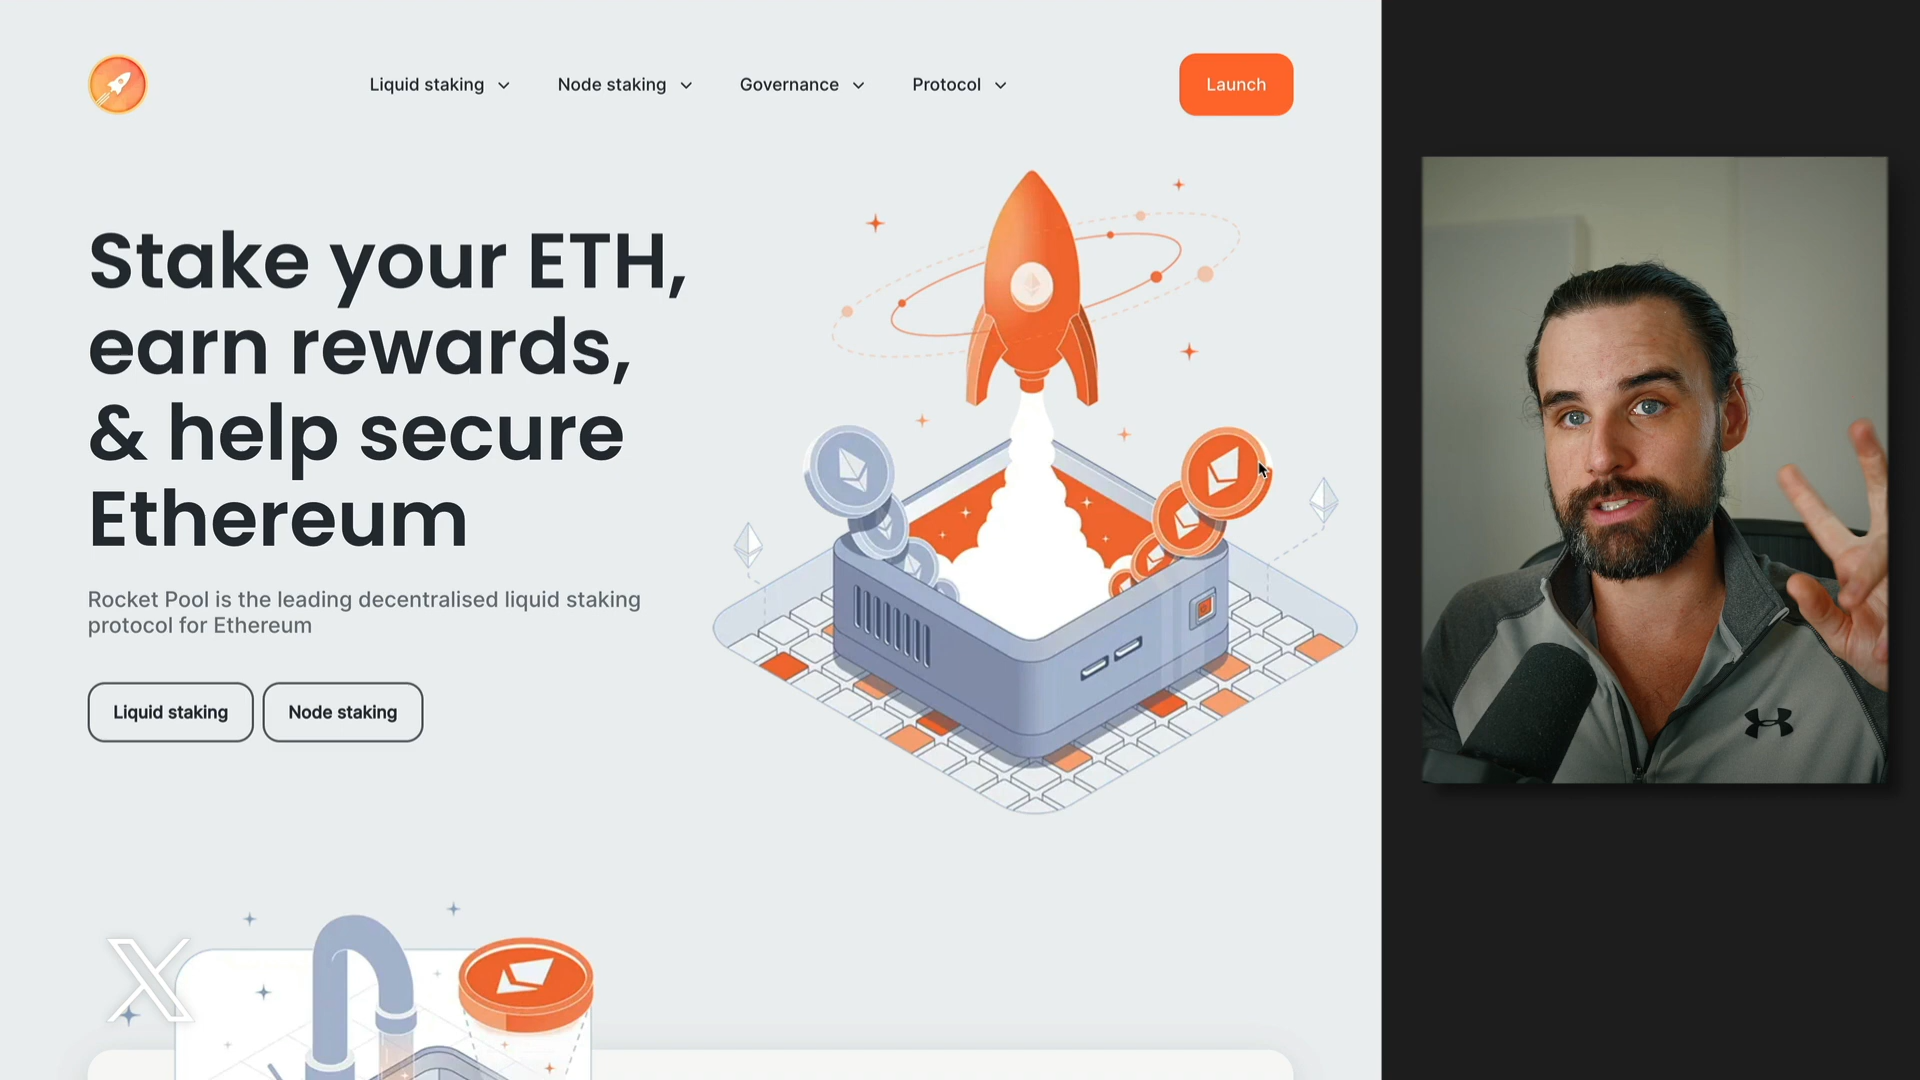 Liquid staking
Node staking
Governance
Protocol
Launch
Stake your ETH,
earn rewards,
& help secure
Ethereum
Rocket Pool is the leading decentralised liquid staking
protocol for Ethereum
Liquid staking
Node staking